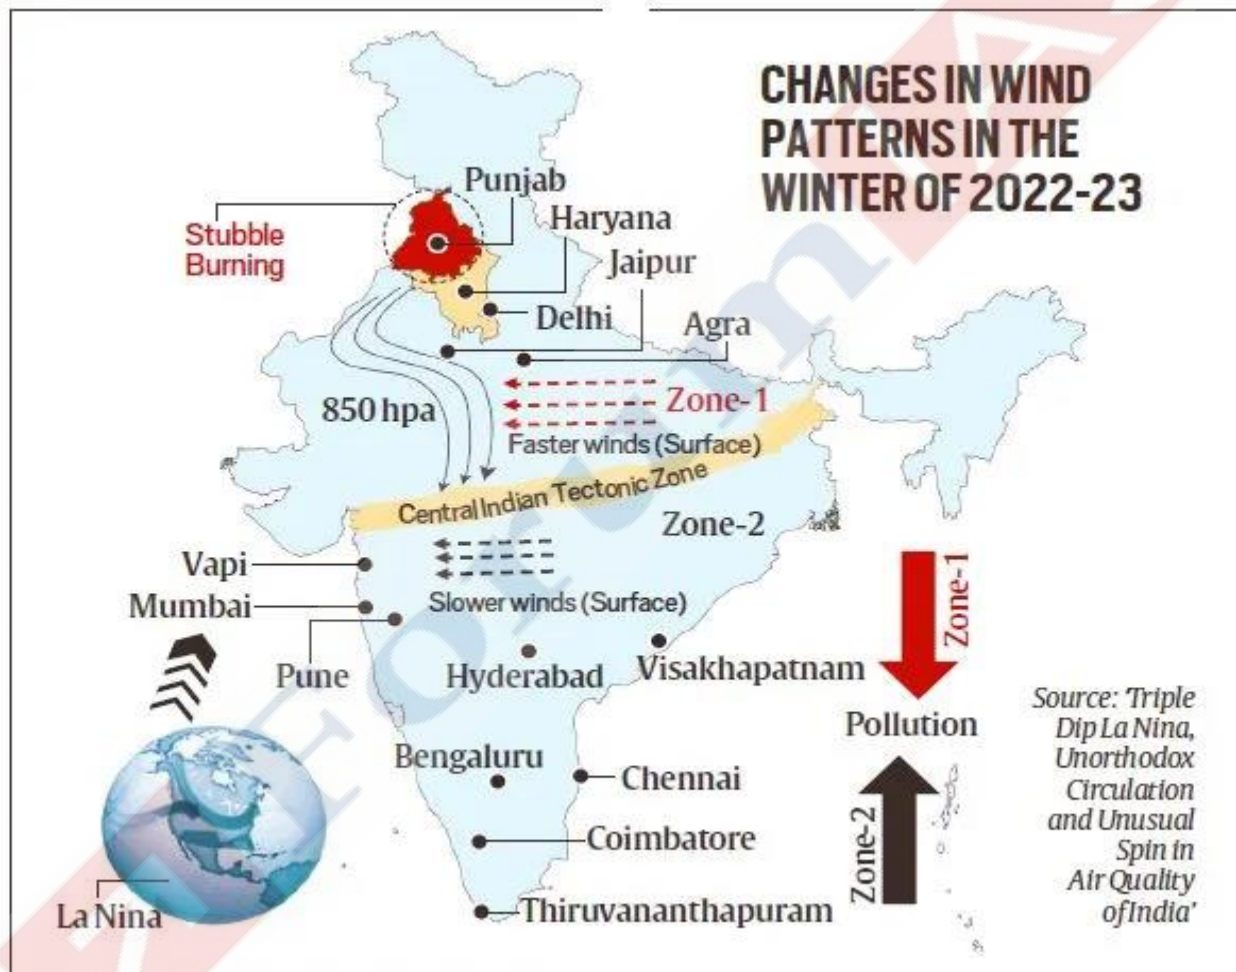 CHANGES IN WIND
PATTERNS IN THE
WINTER OF 2022-23
Punjab
Haryana
Stubble
Burning
Jaipur
Delhi
Agra
850 hpa
Zone-1
Faster winds (Surface)
Central Indian Tectonic Zone
Zone-2
Vapi
Slower winds (Surface)
Mumbai
Pune
Hyderabad
Visakhapatnam
Zone-1
Pollution
Zone-2
Bengaluru
Chennai
Coimbatore
Thiruvananthapuram
La Nina
Source: ‘Triple
Dip La Nina,
Unorthodox
Circulation
and Unusual
Spin in
Air Quality
of India’
Forum